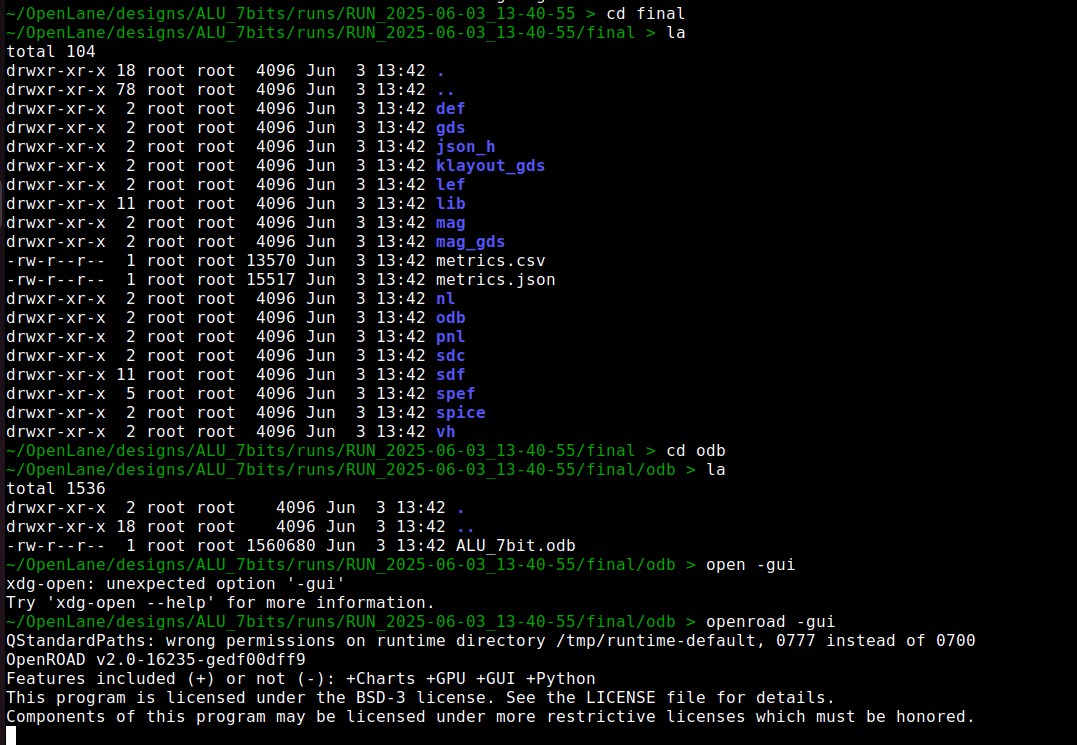 ~/OpenLane/designs/ALU_7bits/runs/RUN_2025-06-03_13-40-55 > cd final
~/OpenLane/designs/ALU_7bits/runs/RUN_2025-06-03_13-40-55/final > la
total 104
drwxr-xr-x 18 root root  4096 Jun  3 13:42 .
drwxr-xr-x 78 root root  4096 Jun  3 13:42 ..
drwxr-xr-x  2 root root  4096 Jun  3 13:42 def
drwxr-xr-x  2 root root  4096 Jun  3 13:42 gds
drwxr-xr-x  2 root root  4096 Jun  3 13:42 json_h
drwxr-xr-x  2 root root  4096 Jun  3 13:42 klayout_gds
drwxr-xr-x  2 root root  4096 Jun  3 13:42 lef
drwxr-xr-x 11 root root  4096 Jun  3 13:42 lib
drwxr-xr-x  2 root root  4096 Jun  3 13:42 mag
drwxr-xr-x  2 root root  4096 Jun  3 13:42 mag_gds
-rw-r--r--  1 root root 13570 Jun  3 13:42 metrics.csv
-rw-r--r--  1 root root 15517 Jun  3 13:42 metrics.json
drwxr-xr-x  2 root root  4096 Jun  3 13:42 nl
drwxr-xr-x  2 root root  4096 Jun  3 13:42 odb
drwxr-xr-x  2 root root  4096 Jun  3 13:42 pnl
drwxr-xr-x  2 root root  4096 Jun  3 13:42 sdc
drwxr-xr-x 11 root root  4096 Jun  3 13:42 sdf
drwxr-xr-x  5 root root  4096 Jun  3 13:42 spef
drwxr-xr-x  2 root root  4096 Jun  3 13:42 spice
drwxr-xr-x  2 root root  4096 Jun  3 13:42 vh
~/OpenLane/designs/ALU_7bits/runs/RUN_2025-06-03_13-40-55/final > cd odb
~/OpenLane/designs/ALU_7bits/runs/RUN_2025-06-03_13-40-55/final/odb > la
total 1536
drwxr-xr-x  2 root root    4096 Jun  3 13:42 .
drwxr-xr-x 18 root root    4096 Jun  3 13:42 ..
-rw-r--r--  1 root root 1560680 Jun  3 13:42 ALU_7bit.odb
~/OpenLane/designs/ALU_7bits/runs/RUN_2025-06-03_13-40-55/final/odb > open -gui
xdg-open: unexpected option '-gui'
Try 'xdg-open --help' for more information.
~/OpenLane/designs/ALU_7bits/runs/RUN_2025-06-03_13-40-55/final/odb > openroad -gui
QStandardPaths: wrong permissions on runtime directory /tmp/runtime-default, 0777 instead of 0700
OpenROAD v2.0-16235-gedf00dff9
Features included (+) or not (-): +Charts +GPU +GUI +Python
This program is licensed under the BSD-3 license. See the LICENSE file for details.
Components of this program may be licensed under more restrictive licenses which must be honored.